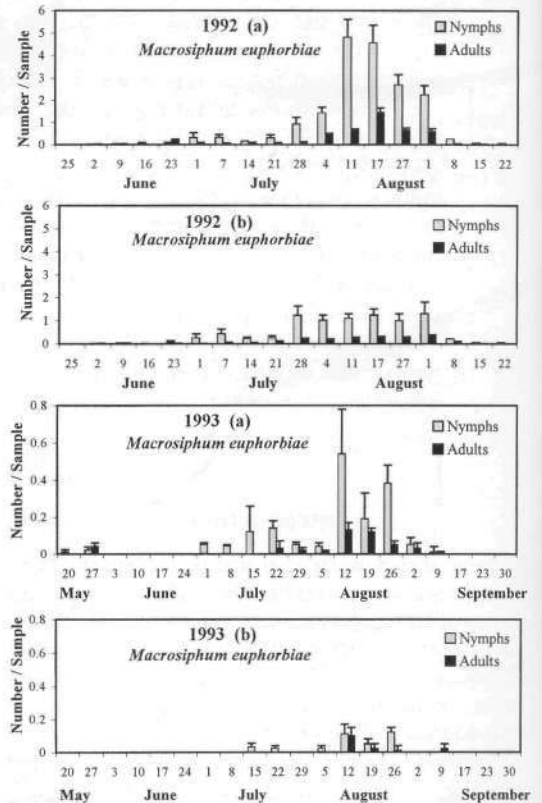 1992 (a)
Macrosiphum euphorbiae
Nymphs
Adults
Number / Sample
6
5
4
3
2
1
0
25 2 9 16 23 1 7 14 21 28 4 11 17 27 1 8 15 22
June July August
1992 (b)
Macrosiphum euphorbiae
Nymphs
Adults
Number / Sample
6
5
4
3
2
1
0
25 2 9 16 23 1 7 14 21 28 4 11 17 27 1 8 15 22
June July August
1993 (a)
Macrosiphum euphorbiae
Nymphs
Adults
Number / Sample
0.8
0.6
0.4
0.2
0
20 27 3 10 17 24 1 8 15 22 29 5 12 19 26 2 9 17 23 30
May June July August September
1993 (b)
Macrosiphum euphorbiae
Nymphs
Adults
Number / Sample
0.8
0.6
0.4
0.2
0
20 27 3 10 17 24 1 8 15 22 29 5 12 19 26 2 9 17 23 30
May June July August September